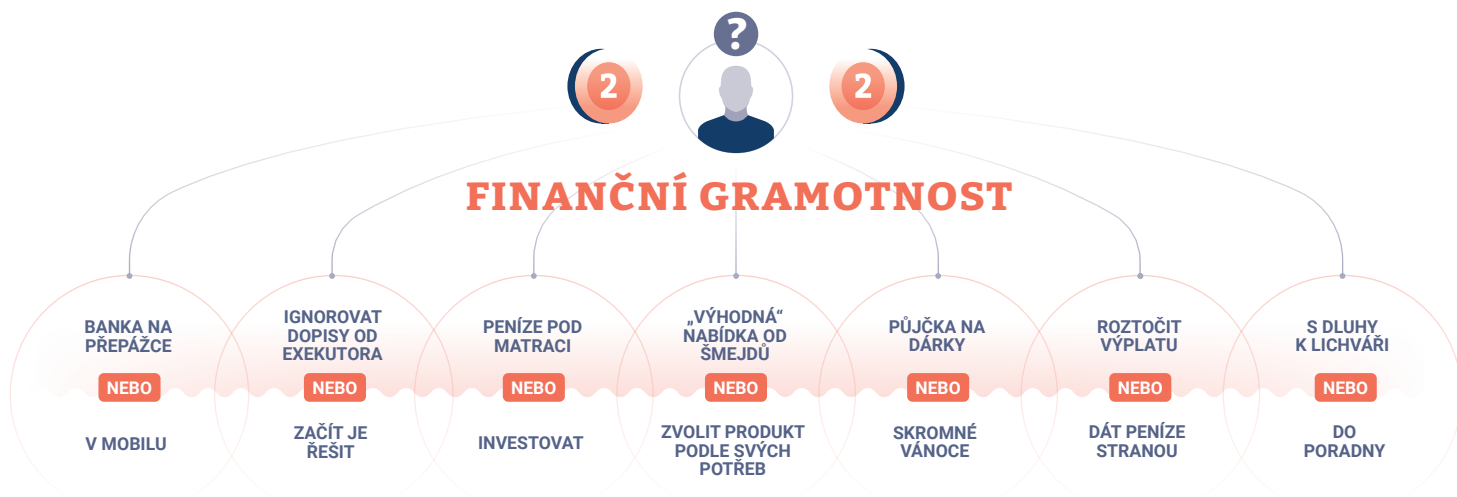 ?
2
2
FINANČNÍ GRAMOTNOST
BANKA NA
PŘEPÁŽCE
NEBO
V MOBILU
IGNOROVAT
DOPISY OD
EXEKUTORA
NEBO
ZAČÍT JE
ŘEŠIT
PENÍZE POD
MATRACI
NEBO
INVESTOVAT
„VÝHODNÁ“
NABÍDKA OD
ŠMEJDŮ
NEBO
ZVOLIT PRODUKT
PODLE SVÝCH
POTŘEB
PŮJČKA NA
DÁRKY
NEBO
SKROMNÉ
VÁNOCE
ROZTOČIT
VÝPLATU
NEBO
DÁT PENÍZE
STRANOU
S DLUHY
K LICHVÁŘI
NEBO
DO
PORADNY